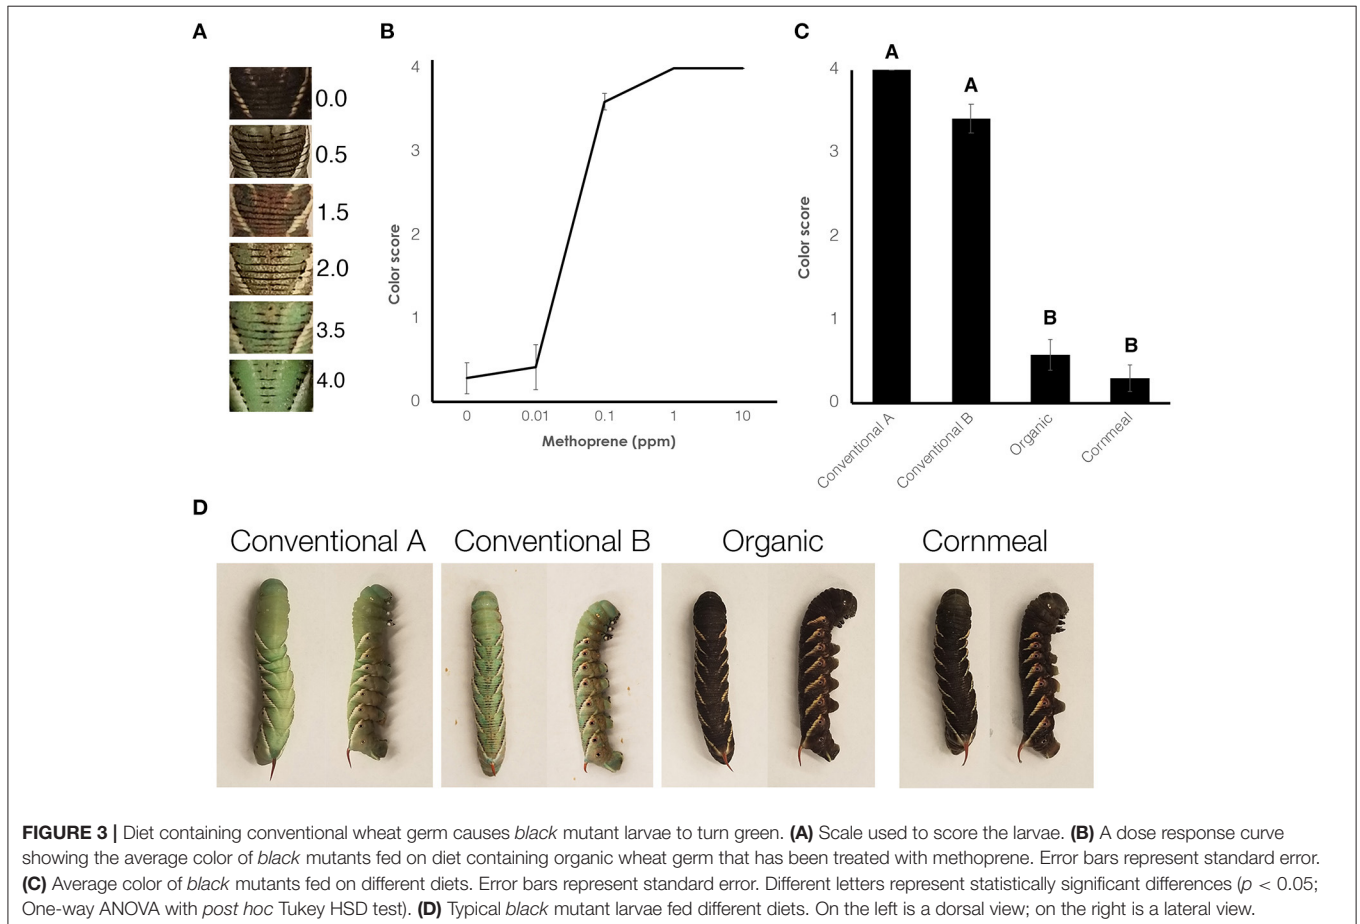 A
0.0
0.5
1.5
2.0
3.5
4.0
B
4
3
2
1
0
Color score
0
0.01
0.1
1
10
Methoprene (ppm)
C
4
3
2
1
0
Color score
A
A
B
B
Conventional A
Conventional B
Organic
Cornmeal
D
Conventional A
Conventional B
Organic
Cornmeal
FIGURE 3 | Diet containing conventional wheat germ causes black mutant larvae to turn green. (A) Scale used to score the larvae. (B) A dose response curve
showing the average color of black mutants fed on diet containing organic wheat germ that has been treated with methoprene. Error bars represent standard error.
(C) Average color of black mutants fed on different diets. Error bars represent standard error. Different letters represent statistically significant differences (p < 0.05;
One-way ANOVA with post hoc Tukey HSD test). (D) Typical black mutant larvae fed different diets. On the left is a dorsal view; on the right is a lateral view.